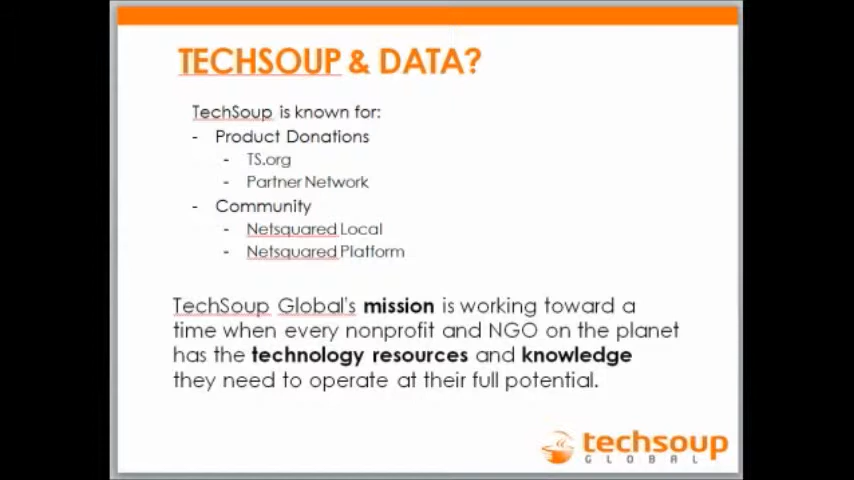 TECHSOUP & DATA?
TechSoup is known for:
- Product Donations
- TS.org
- Partner Network
- Community
- Netsquared Local
- Netsquared Platform
TechSoup Global's mission is working toward a
time when every nonprofit and NGO on the planet
has the technology resources and knowledge
they need to operate at their full potential.
techsoup
GLOBAL